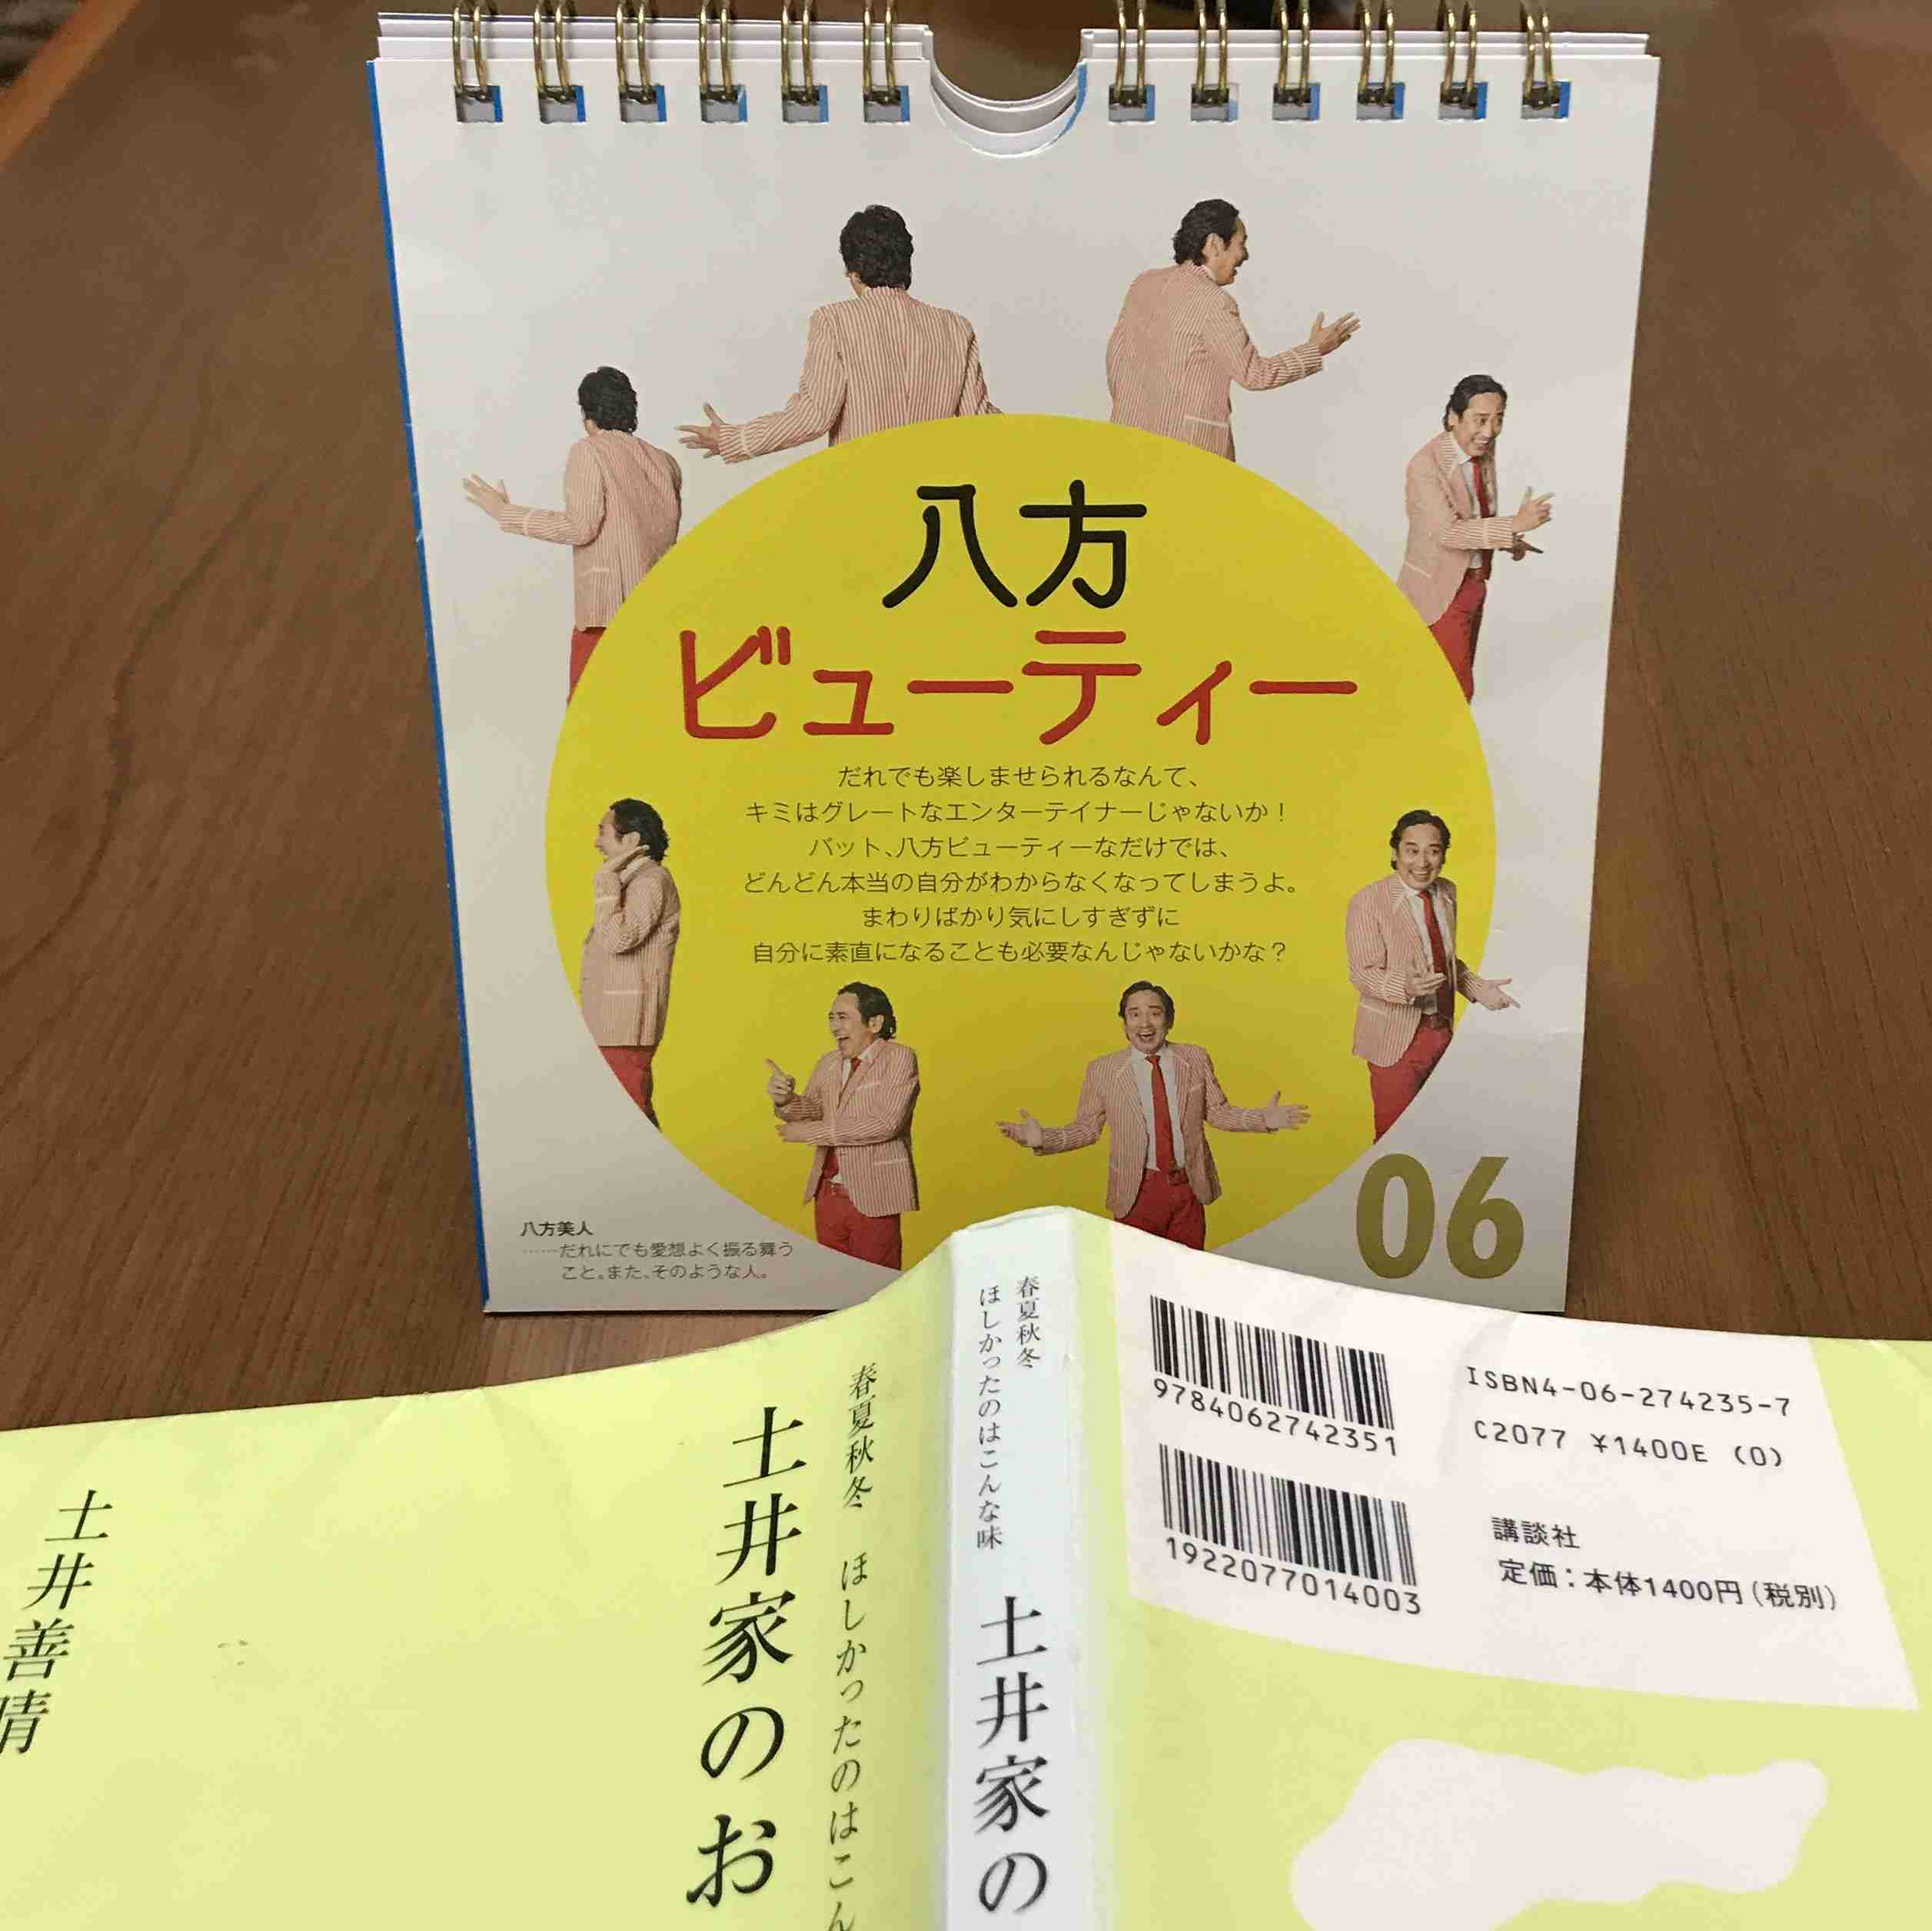 八方
ビューティー
だれでも楽しませられるなんて、
キミはグレートなエンターテイナーじゃないか！
バット、八方ビューティーなだけでは、
どんどん本当の自分がわからなくなってしまうよ。
まわりばかり気にしすぎずに
自分に素直になることも必要なんじゃないかな？
八方美人
……だれにでも愛想よく振る舞う
こと。また、そのような人。
06
春夏秋冬
ほしかったのはこんな味
土井家の
ISBN4-06-274235-7
C2077 ¥1400E (0)
9784062742351
1922077014003
講談社
定価：本体1400円（税別）
春夏秋冬 ほしかったのはこん
土井家のお
土井善晴